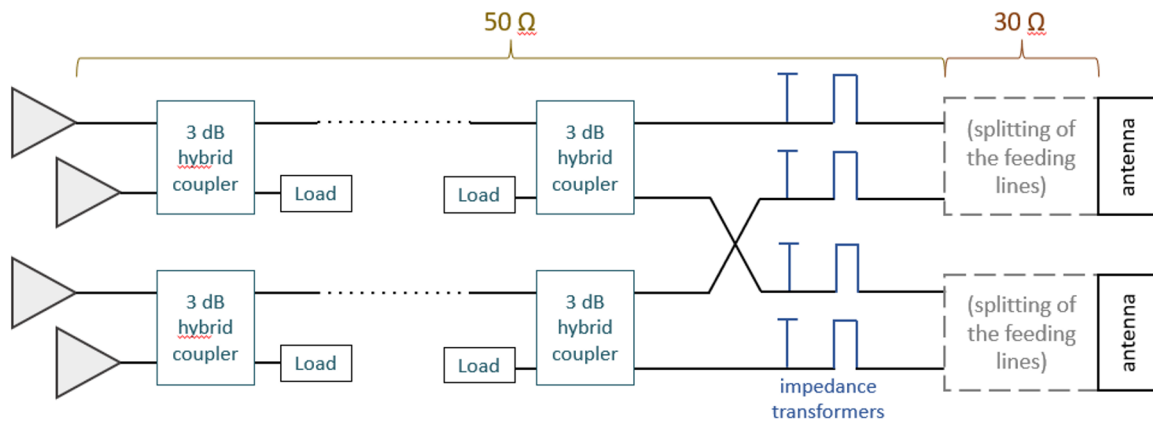 50 Ω
30 Ω
3 dB
hybrid
coupler
Load
Load
3 dB
hybrid
coupler
(splitting of
the feeding
lines)
antenna
3 dB
hybrid
coupler
Load
Load
3 dB
hybrid
coupler
(splitting of
the feeding
lines)
antenna
impedance
transformers